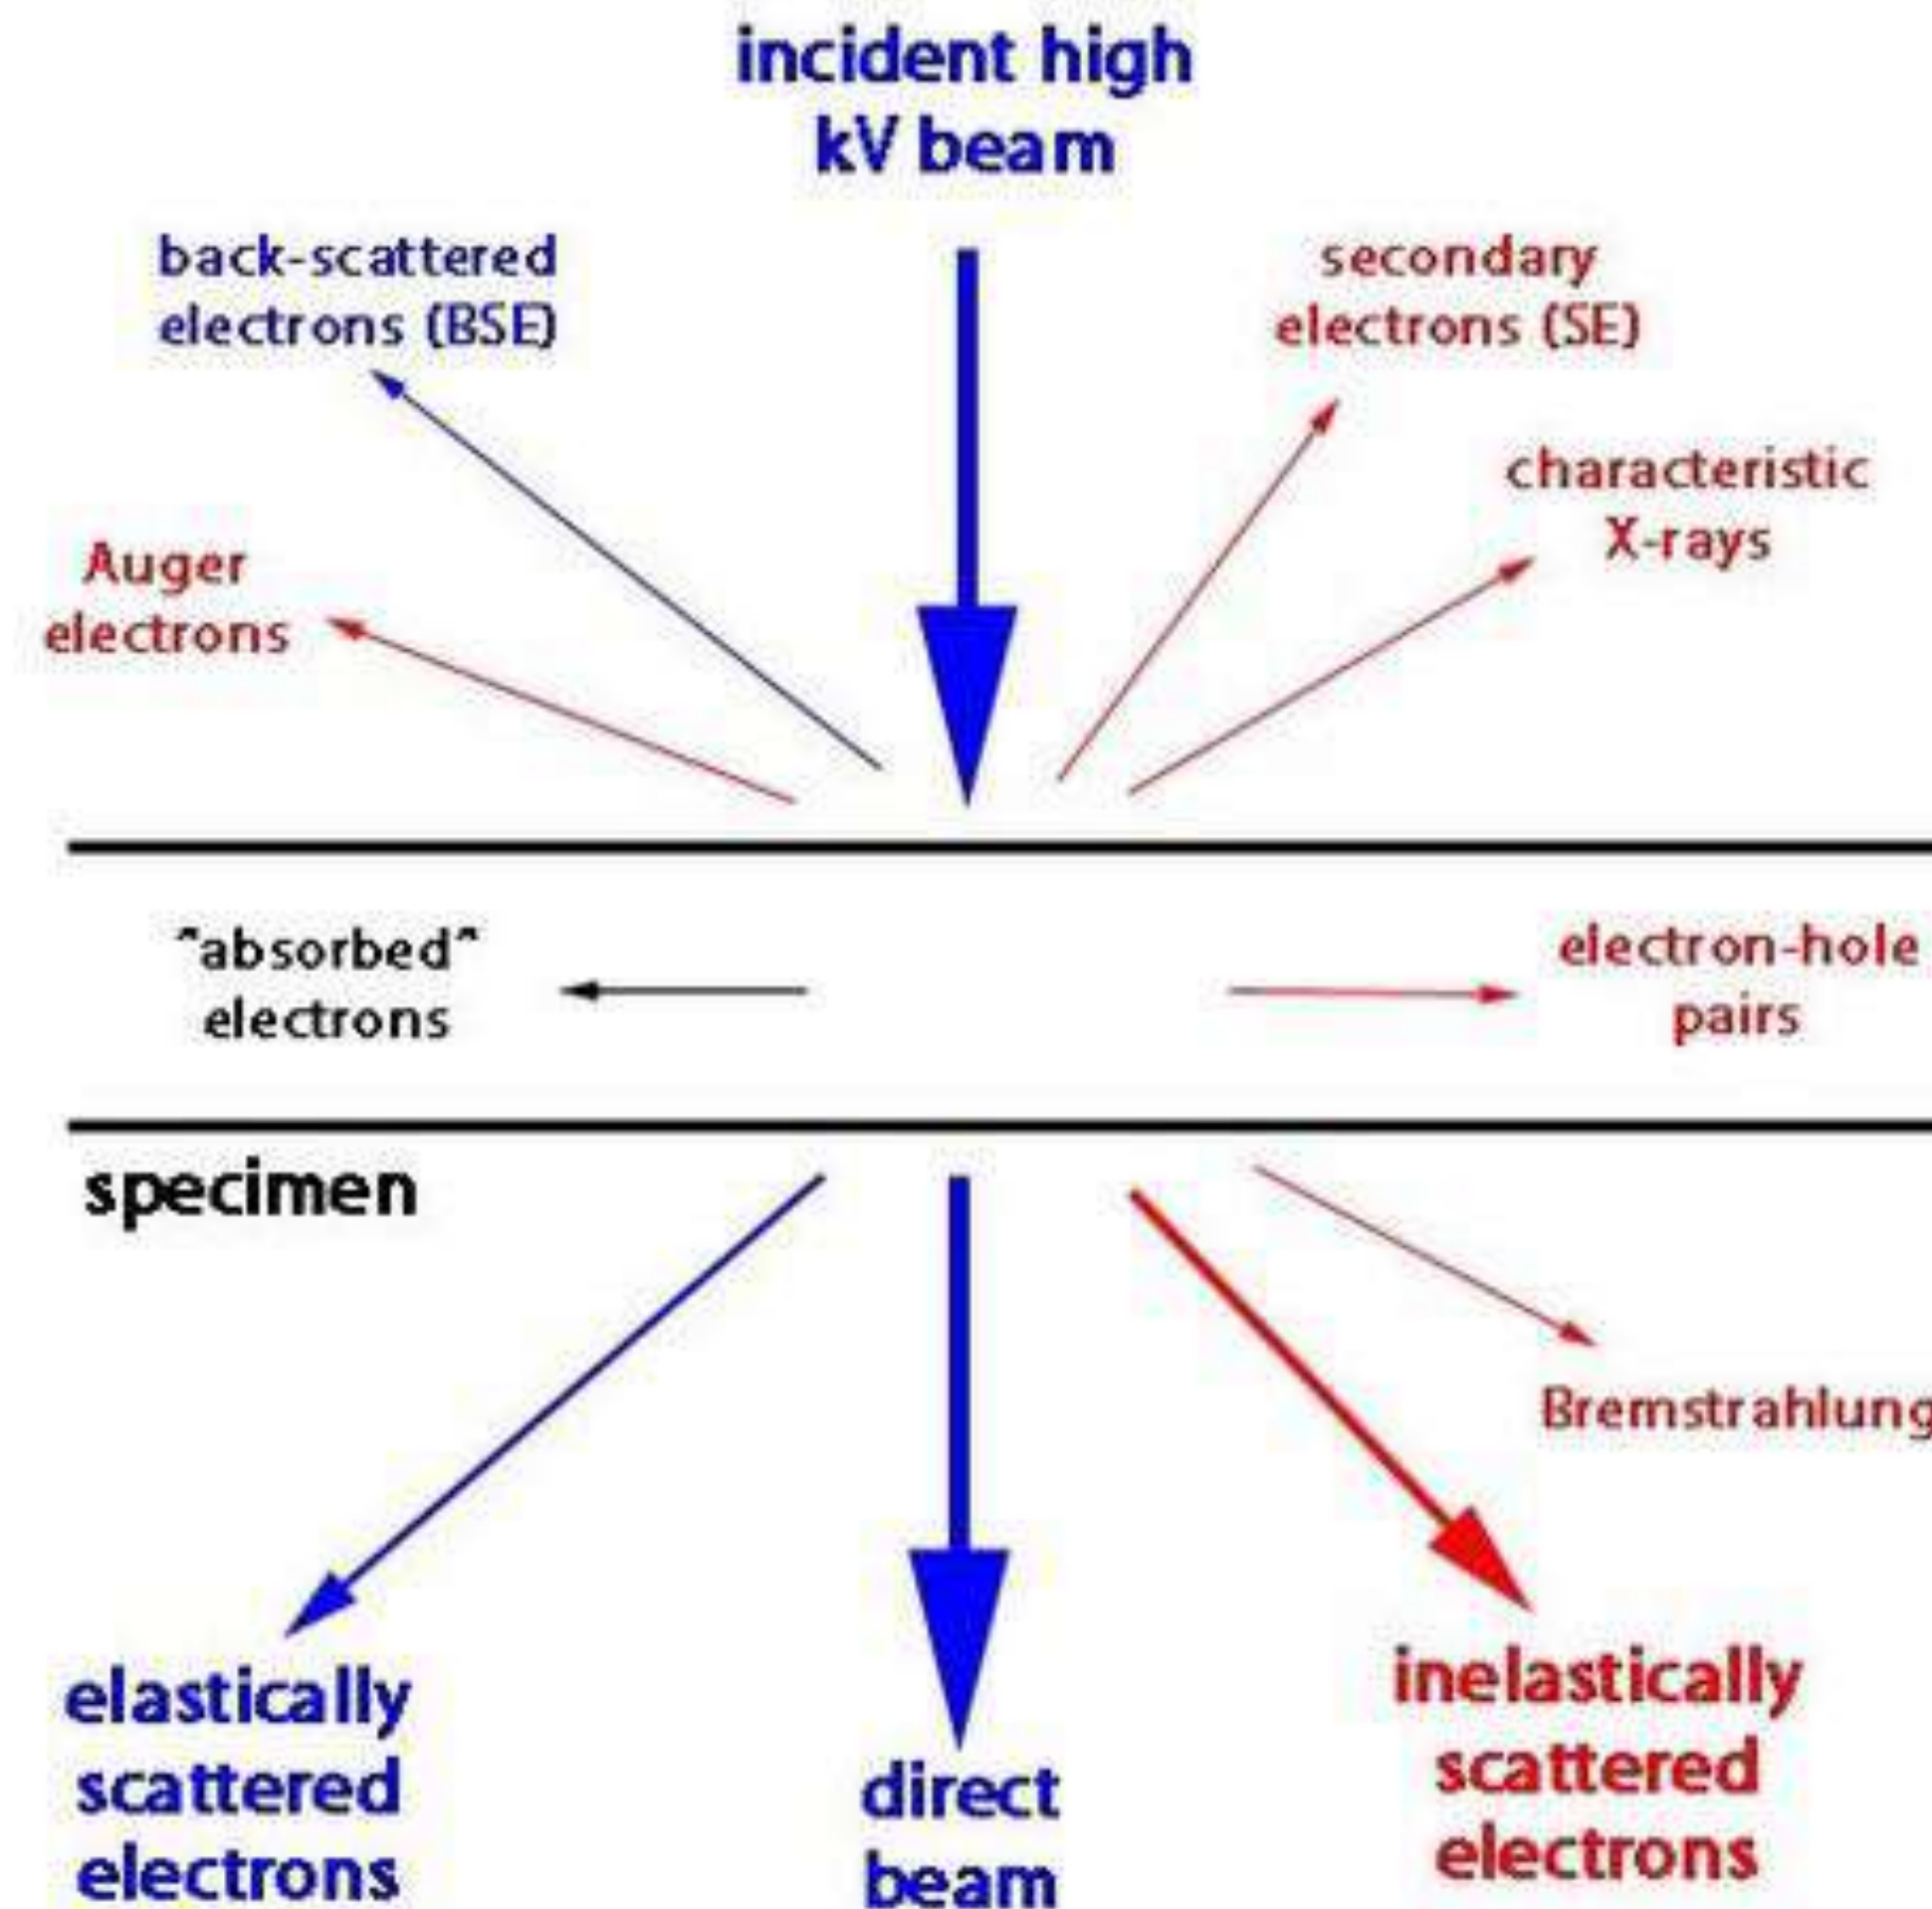 incident high
kV beam
back-scattered
electrons (BSE)
secondary
electrons (SE)
characteristic
X-rays
Auger
electrons
"absorbed"
electrons
electron-hole
pairs
specimen
Bremstrahlung
elastically
scattered
electrons
direct
beam
inelastically
scattered
electrons